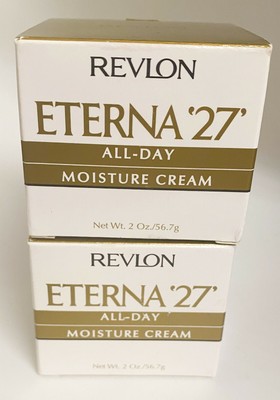 REVLON
ETERNA ‘27’
ALL-DAY
MOISTURE CREAM
Net Wt. 2 Oz./56.7g
REVLON
ETERNA ‘27’
ALL-DAY
MOISTURE CREAM
Net Wt. 2 Oz./56.7g